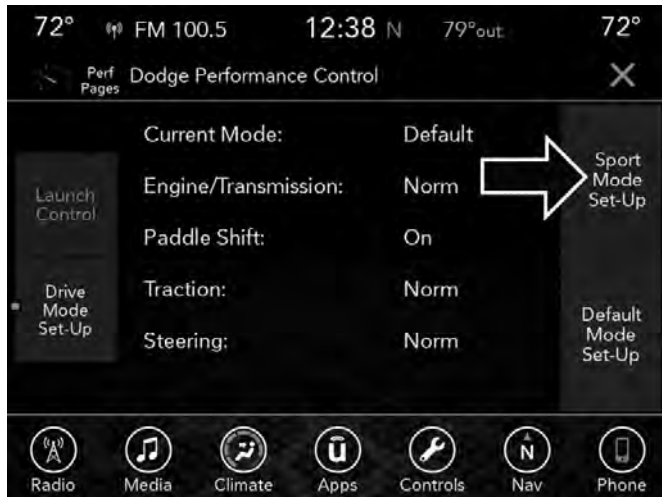 72° FM 100.5 12:38 N 79°out 72°
Perf Pages Dodge Performance Control
Current Mode: Default
Engine/Transmission: Norm
Paddle Shift: On
Traction: Norm
Steering: Norm
Launch
Control
Drive
Mode
Set-Up
Sport
Mode
Set-Up
Default
Mode
Set-Up
ū
N
Radio Media Climate Apps Controls Nav Phone